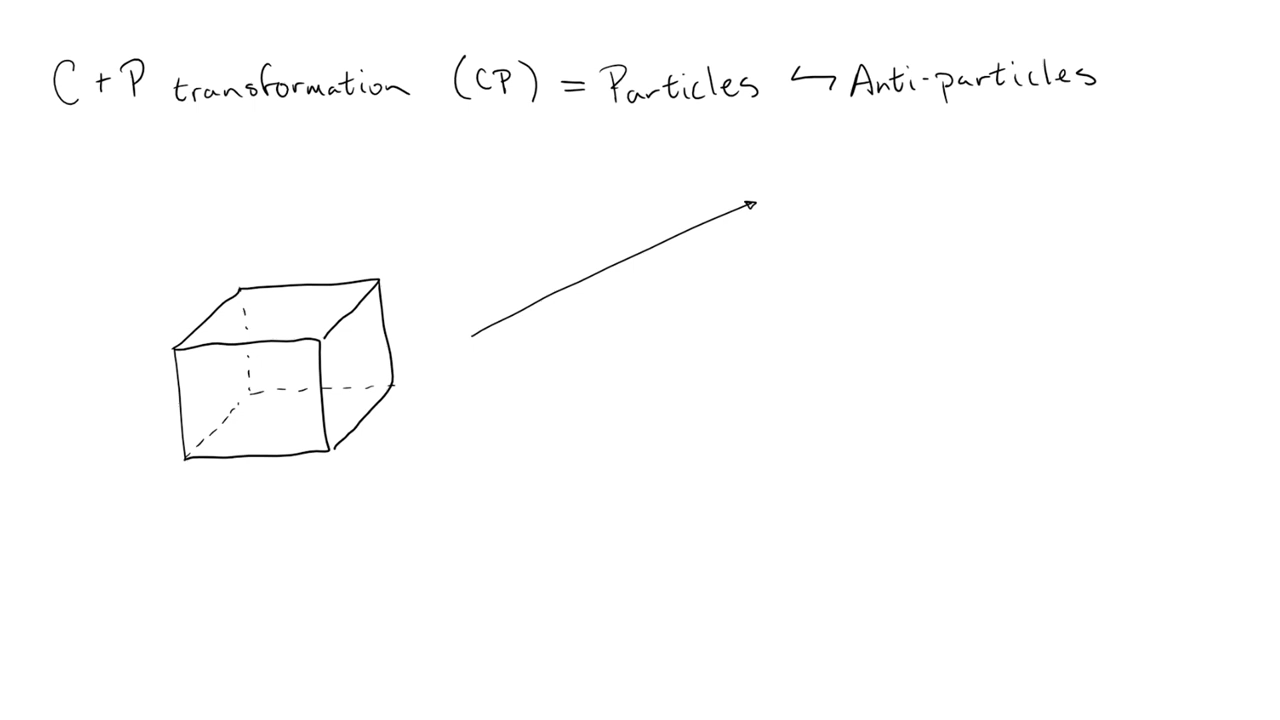 C + P transformation (CP) = Particles ↪ Anti-particles